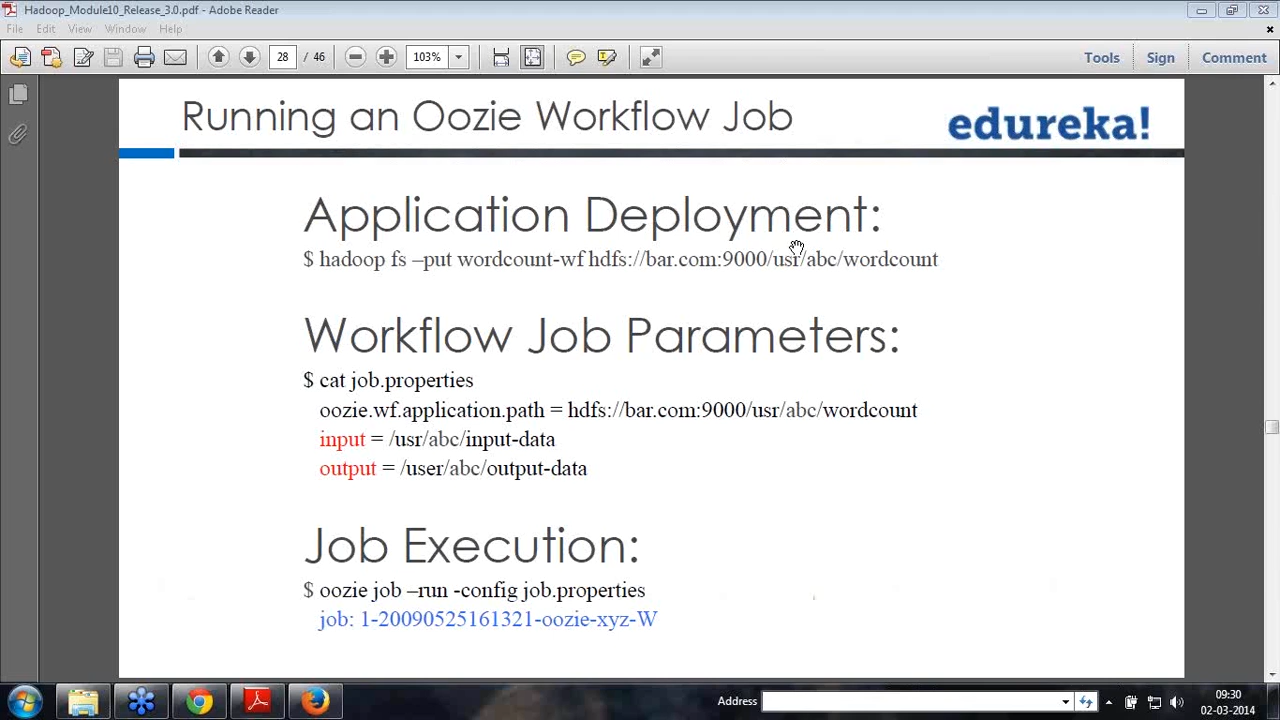 Hadoop_Module10_Release_3.0.pdf - Adobe Reader
File Edit View Window Help
28 / 46 103% Tools Sign Comment
Running an Oozie Workflow Job
edureka!
Application Deployment:
$ hadoop fs –put wordcount-wf hdfs://bar.com:9000/usr/abc/wordcount
Workflow Job Parameters:
$ cat job.properties
oozie.wf.application.path = hdfs://bar.com:9000/usr/abc/wordcount
input = /usr/abc/input-data
output = /user/abc/output-data
Job Execution:
$ oozie job –run -config job.properties
job: 1-20090525161321-oozie-xyz-W
Address
09:30
02-03-2014